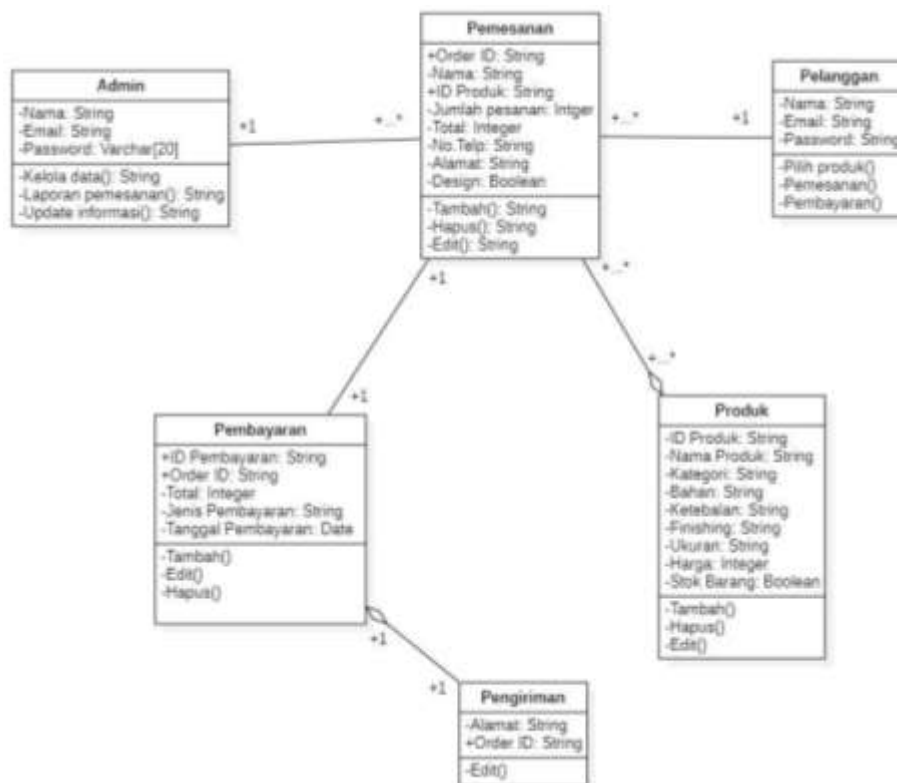 Pemesanan
+Order ID: String
-Nama: String
+ID Produk: String
-Jumlah pesanan: Intger
-Total: Integer
-No.Telp: String
-Alamat: String
-Design: Boolean
-Tambah(): String
-Hapus(): String
-Edit(): String
Admin
-Nama: String
-Email: String
-Password: Varchar[20]
-Kelola data(): String
-Laporan pemesanan(): String
-Update informasi(): String
+1
+...*
Pelanggan
-Nama: String
-Email: String
-Password: String
-Pilih produk()
-Pemesanan()
-Pembayaran()
+...*
+1
+1
+1
+...*
+...*
Pembayaran
+ID Pembayaran: String
+Order ID: String
-Total: Integer
-Jenis Pembayaran: String
-Tanggal Pembayaran: Date
-Tambah()
-Edit()
-Hapus()
Produk
-ID Produk: String
-Nama Produk: String
-Kategori: String
-Bahan: String
-Ketebalan: String
-Finishing: String
-Ukuran: String
-Harga: Integer
-Stok Barang: Boolean
-Tambah()
-Hapus()
-Edit()
+1
+1
Pengiriman
-Alamat: String
+Order ID: String
-Edit()